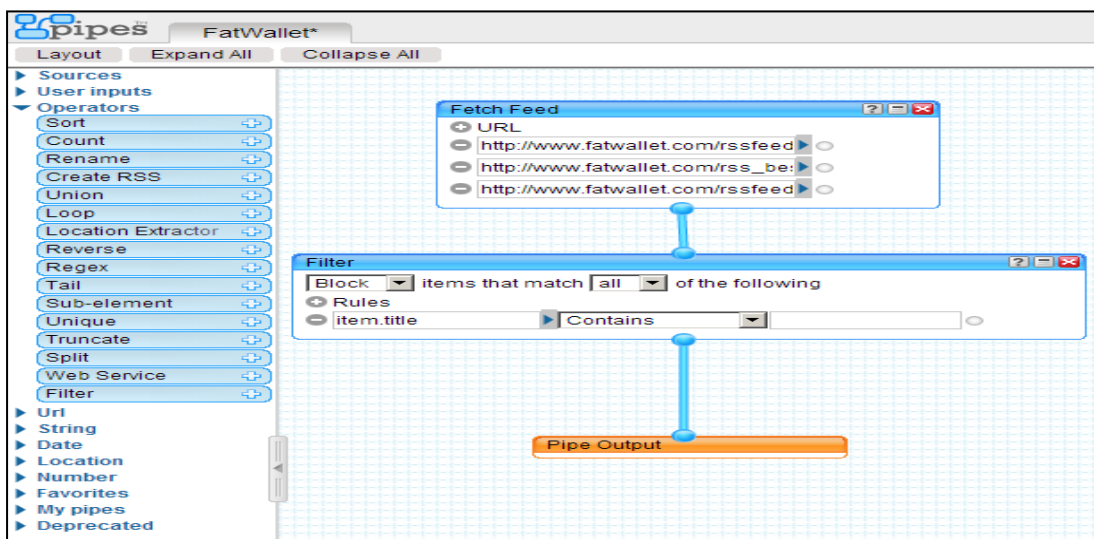 pipes™
FatWallet*
Layout Expand All Collapse All
Sources
User inputs
Operators
Sort
Count
Rename
Create RSS
Union
Loop
Location Extractor
Reverse
Regex
Tail
Sub-element
Unique
Truncate
Split
Web Service
Filter
Url
String
Date
Location
Number
Favorites
My pipes
Deprecated
Fetch Feed
URL
http://www.fatwallet.com/rssfeed
http://www.fatwallet.com/rss_be
http://www.fatwallet.com/rssfeed
Filter
Block items that match all of the following
Rules
item.title Contains
Pipe Output